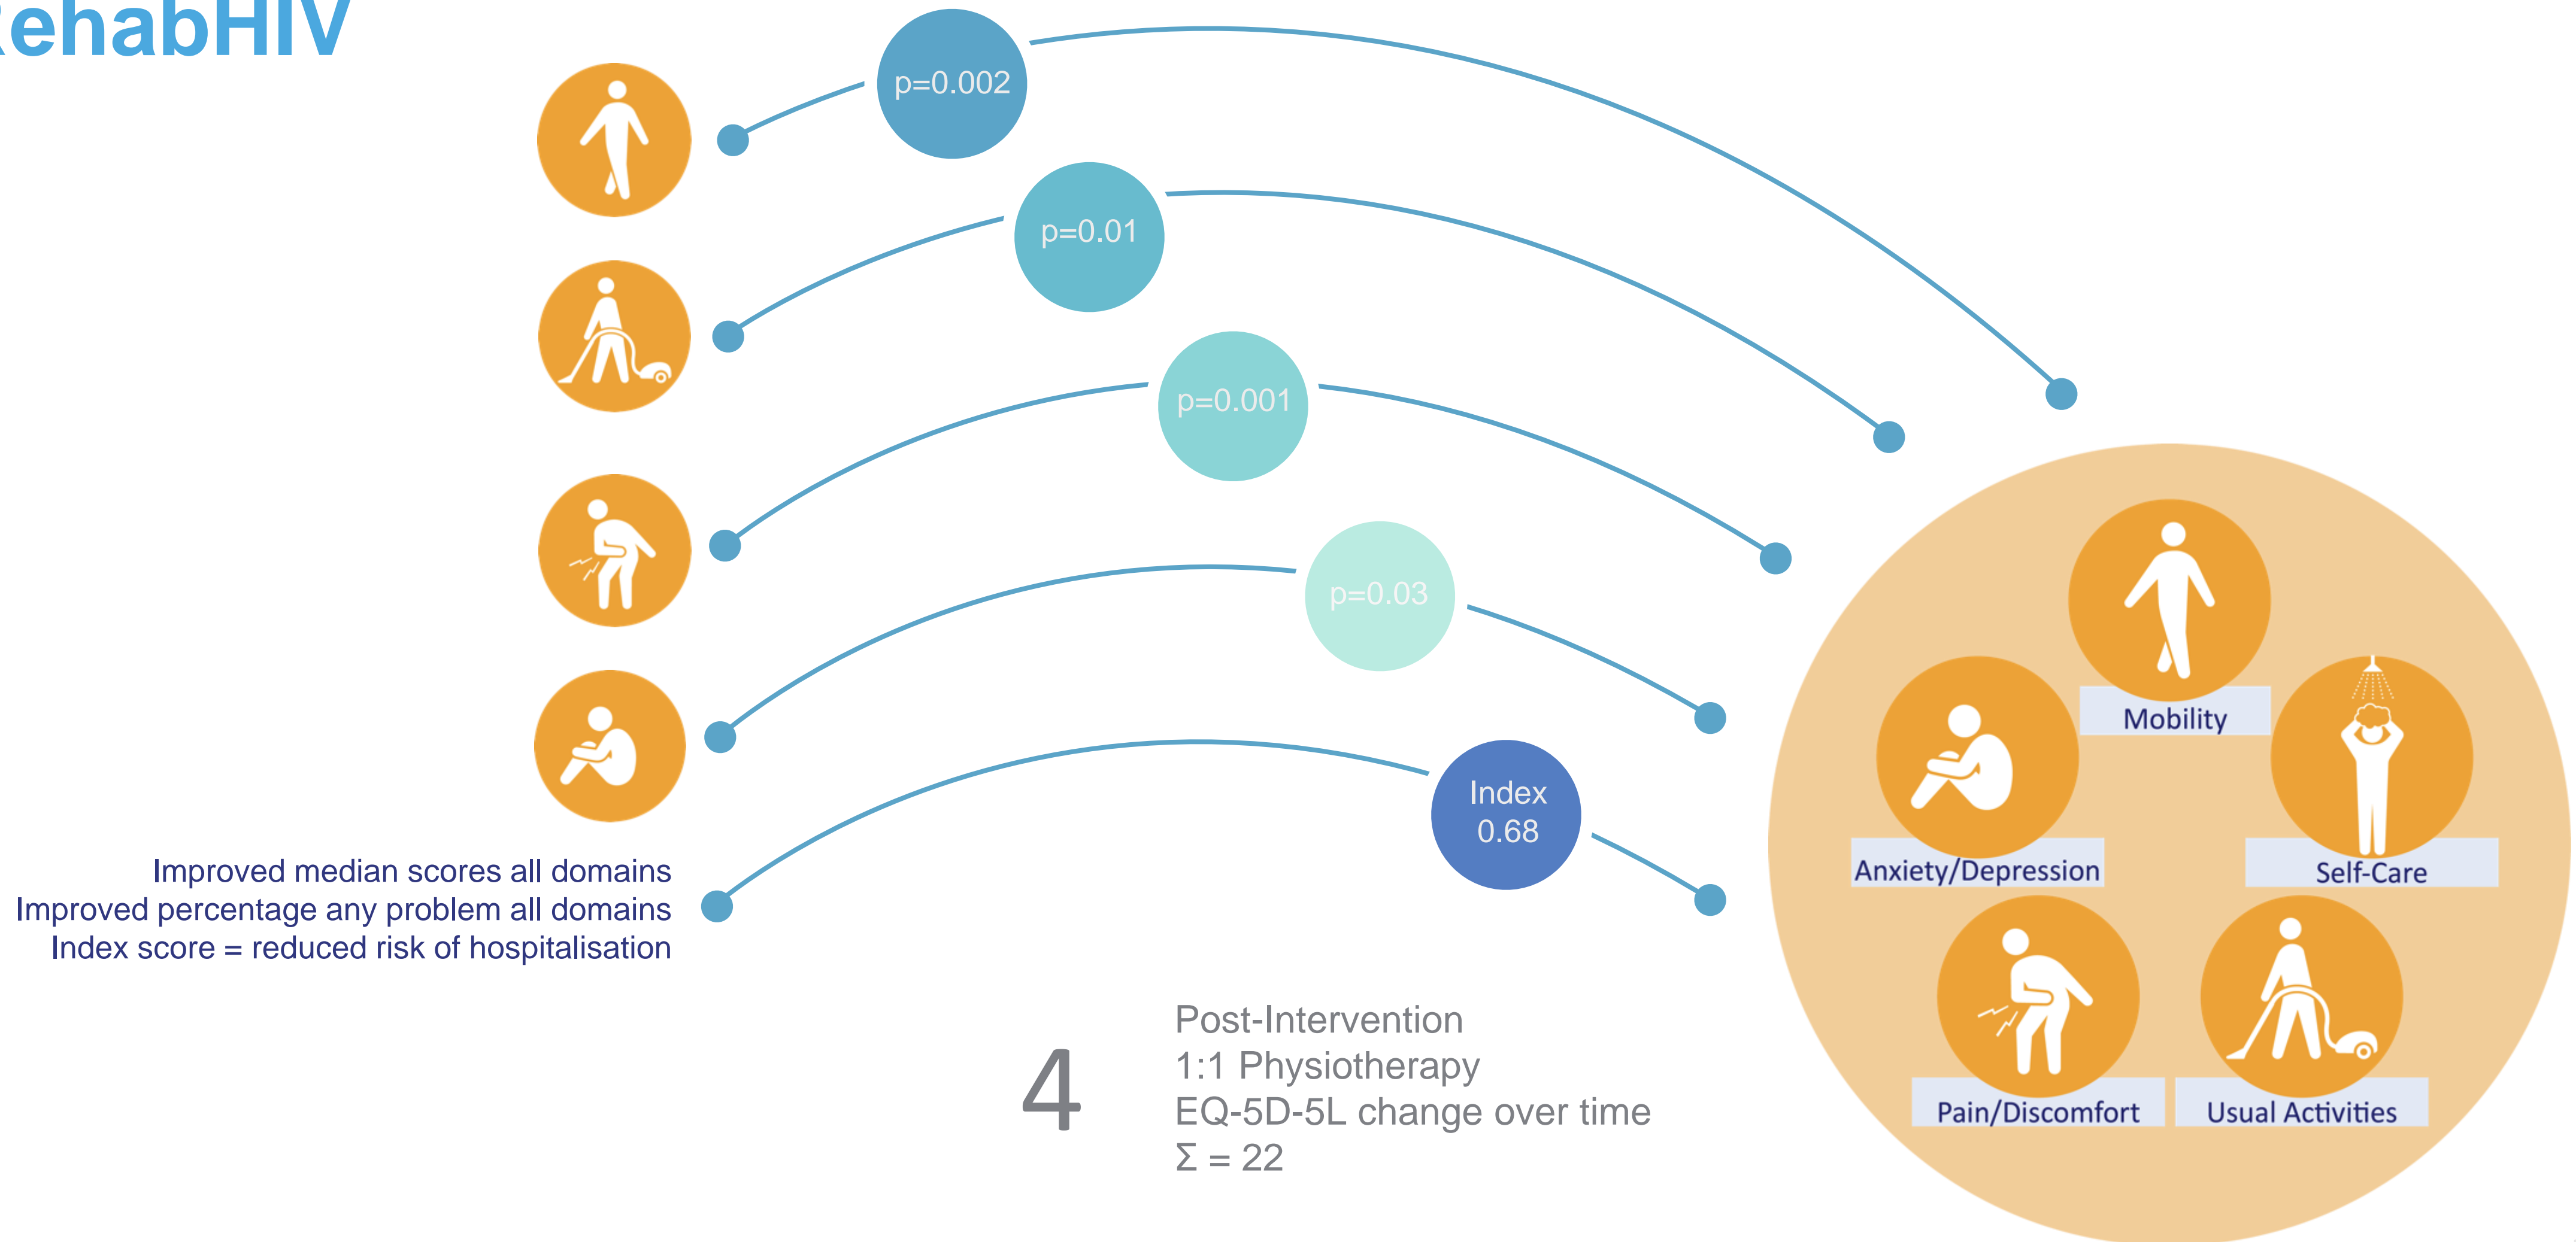 ehabHIV
p=0.002
p=0.01
p=0.001
p=0.03
Index
0.68
Improved median scores all domains
Improved percentage any problem all domains
Index score = reduced risk of hospitalisation
4
Post-Intervention
1:1 Physiotherapy
EQ-5D-5L change over time
Σ = 22
Mobility
Anxiety/Depression
Self-Care
Pain/Discomfort
Usual Activities